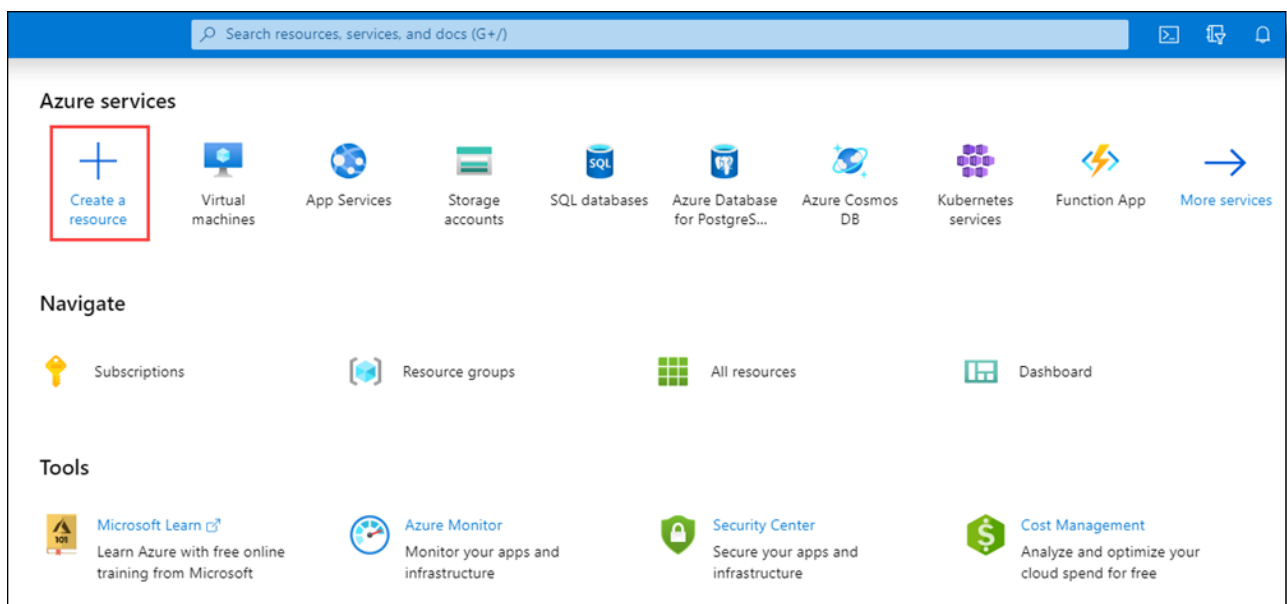 Search resources, services, and docs (G+/)
Azure services
Create a resource
Virtual machines
App Services
Storage accounts
SQL
SQL databases
Azure Database for PostgreS...
Azure Cosmos DB
Kubernetes services
Function App
More services
Navigate
Subscriptions
Resource groups
All resources
Dashboard
Tools
101
Microsoft Learn
Learn Azure with free online
training from Microsoft
Azure Monitor
Monitor your apps and
infrastructure
Security Center
Secure your apps and
infrastructure
$
Cost Management
Analyze and optimize your
cloud spend for free